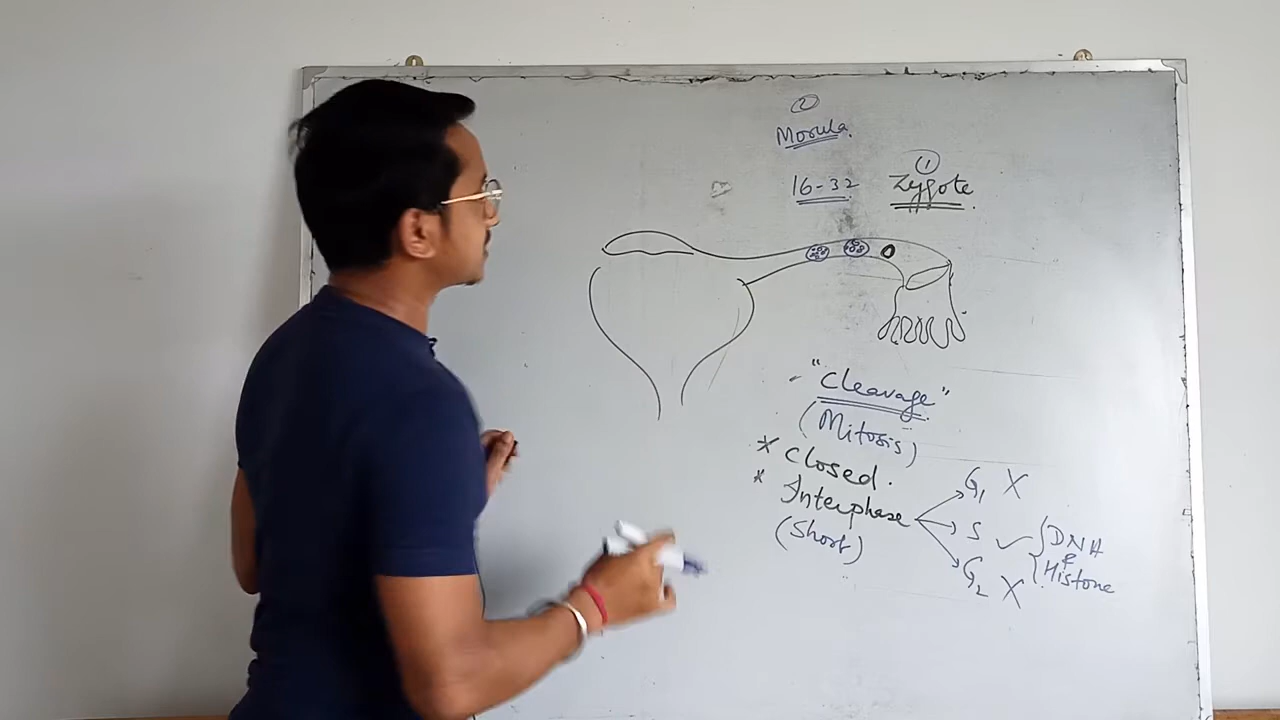 2
Morula.
1
16-32 Zygote
"Cleavage"
(Mitosis)
* Closed.
* Interphase
(Short)
G1 X
S ✓ { DNA
&
Histone
G2 X